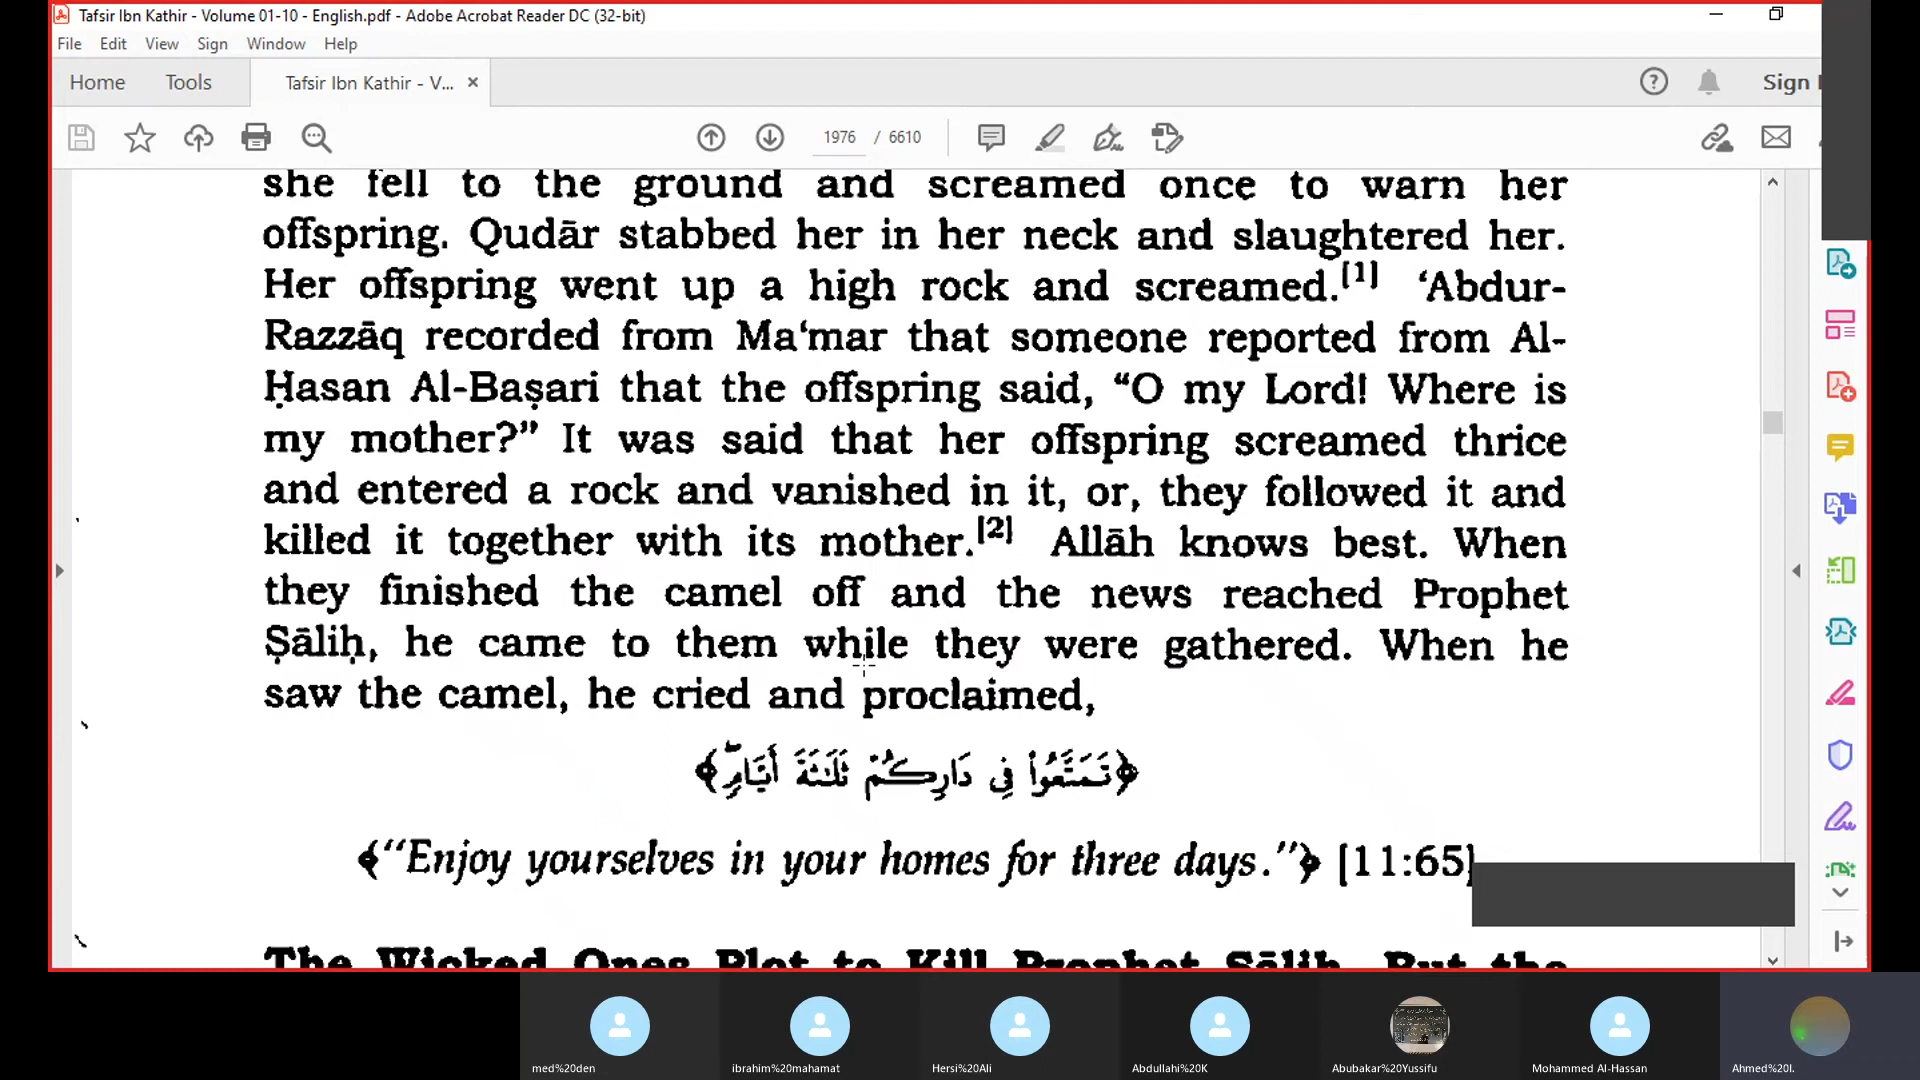 Tafsir Ibn Kathir - Volume 01-10 - English.pdf - Adobe Acrobat Reader DC (32-bit)
File Edit View Sign Window Help
Home Tools Tafsir Ibn Kathir - V... × Sign
1976 / 6610
she fell to the ground and screamed once to warn her
offspring. Qudār stabbed her in her neck and slaughtered her.
Her offspring went up a high rock and screamed.[1] ‘Abdur-
Razzāq recorded from Ma‘mar that someone reported from Al-
Ḥasan Al-Baṣari that the offspring said, “O my Lord! Where is
my mother?” It was said that her offspring screamed thrice
and entered a rock and vanished in it, or, they followed it and
killed it together with its mother.[2] Allāh knows best. When
they finished the camel off and the news reached Prophet
Ṣāliḥ, he came to them while they were gathered. When he
saw the camel, he cried and proclaimed,
﴿تَمَتَّعُوا۟ فِى دَارِكُمْ ثَلَـٰثَةَ أَيَّامٍ﴾
﴾“Enjoy yourselves in your homes for three days.”﴿ [11:65]
The Wicked Ones Plot to Kill Prophet Ṣāliḥ, But the
med%20den ibrahim%20mahamat Hersi%20Ali Abdullahi%20K Abubakar%20Yussifu Mohammed Al-Hassan Ahmed%20I.